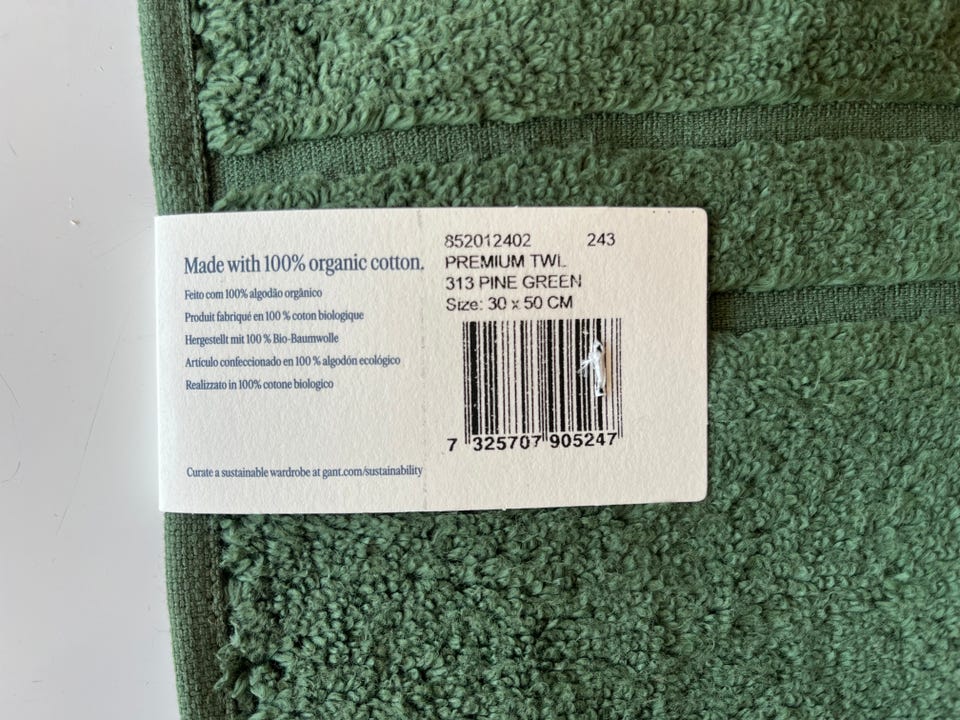 Made with 100% organic cotton.
Feito com 100% algodão orgânico
Produit fabriqué en 100 % coton biologique
Hergestellt mit 100 % Bio-Baumwolle
Artículo confeccionado en 100 % algodón ecológico
Realizzato in 100% cotone biologico
Curate a sustainable wardrobe at gant.com/sustainability
852012402 243
PREMIUM TWL
313 PINE GREEN
Size: 30 x 50 CM
7 325707 905247